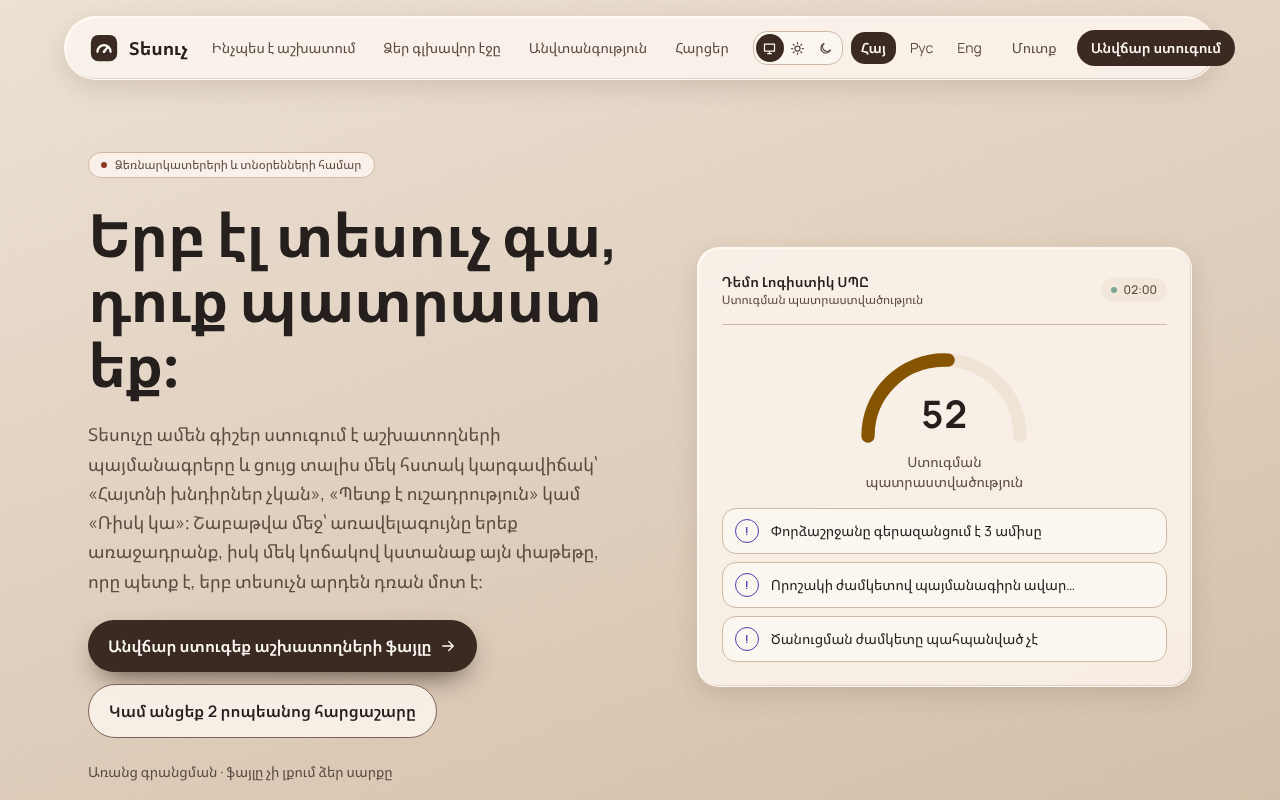 Տեսուչ
Ինչպես է աշխատում
Ձեր գլխավոր էջը
Անվտանգություն
Հարցեր
Հայ
Рус
Eng
Մուտք
Անվճար ստուգում
Ձեռնարկատերերի և տնօրենների համար
Երբ էլ տեսուչ գա,
դուք պատրաստ
եք:
Տեսուչը ամեն գիշեր ստուգում է աշխատողների
պայմանագրերը և ցույց տալիս մեկ հստակ կարգավիճակ՝
«Հայտնի խնդիրներ չկան», «Պետք է ուշադրություն» կամ
«Ռիսկ կա»: Շաբաթվա մեջ՝ առավելագույնը երեք
առաջադրանք, իսկ մեկ կոճակով կստանաք այն փաթեթը,
որը պետք է, երբ տեսուչն արդեն դռան մոտ է:
Անվճար ստուգեք աշխատողների ֆայլը →
Կամ անցեք 2 րոպեանոց հարցաշարը
Առանց գրանցման · ֆայլը չի լքում ձեր սարքը
Դեմո Լոգիստիկ ՍՊԸ
Ստուգման պատրաստվածություն
02:00
52
Ստուգման
պատրաստվածություն
! Փորձաշրջանը գերազանցում է 3 ամիսը
! Որոշակի ժամկետով պայմանագիրն ավար…
! Ծանուցման ժամկետը պահպանված չէ